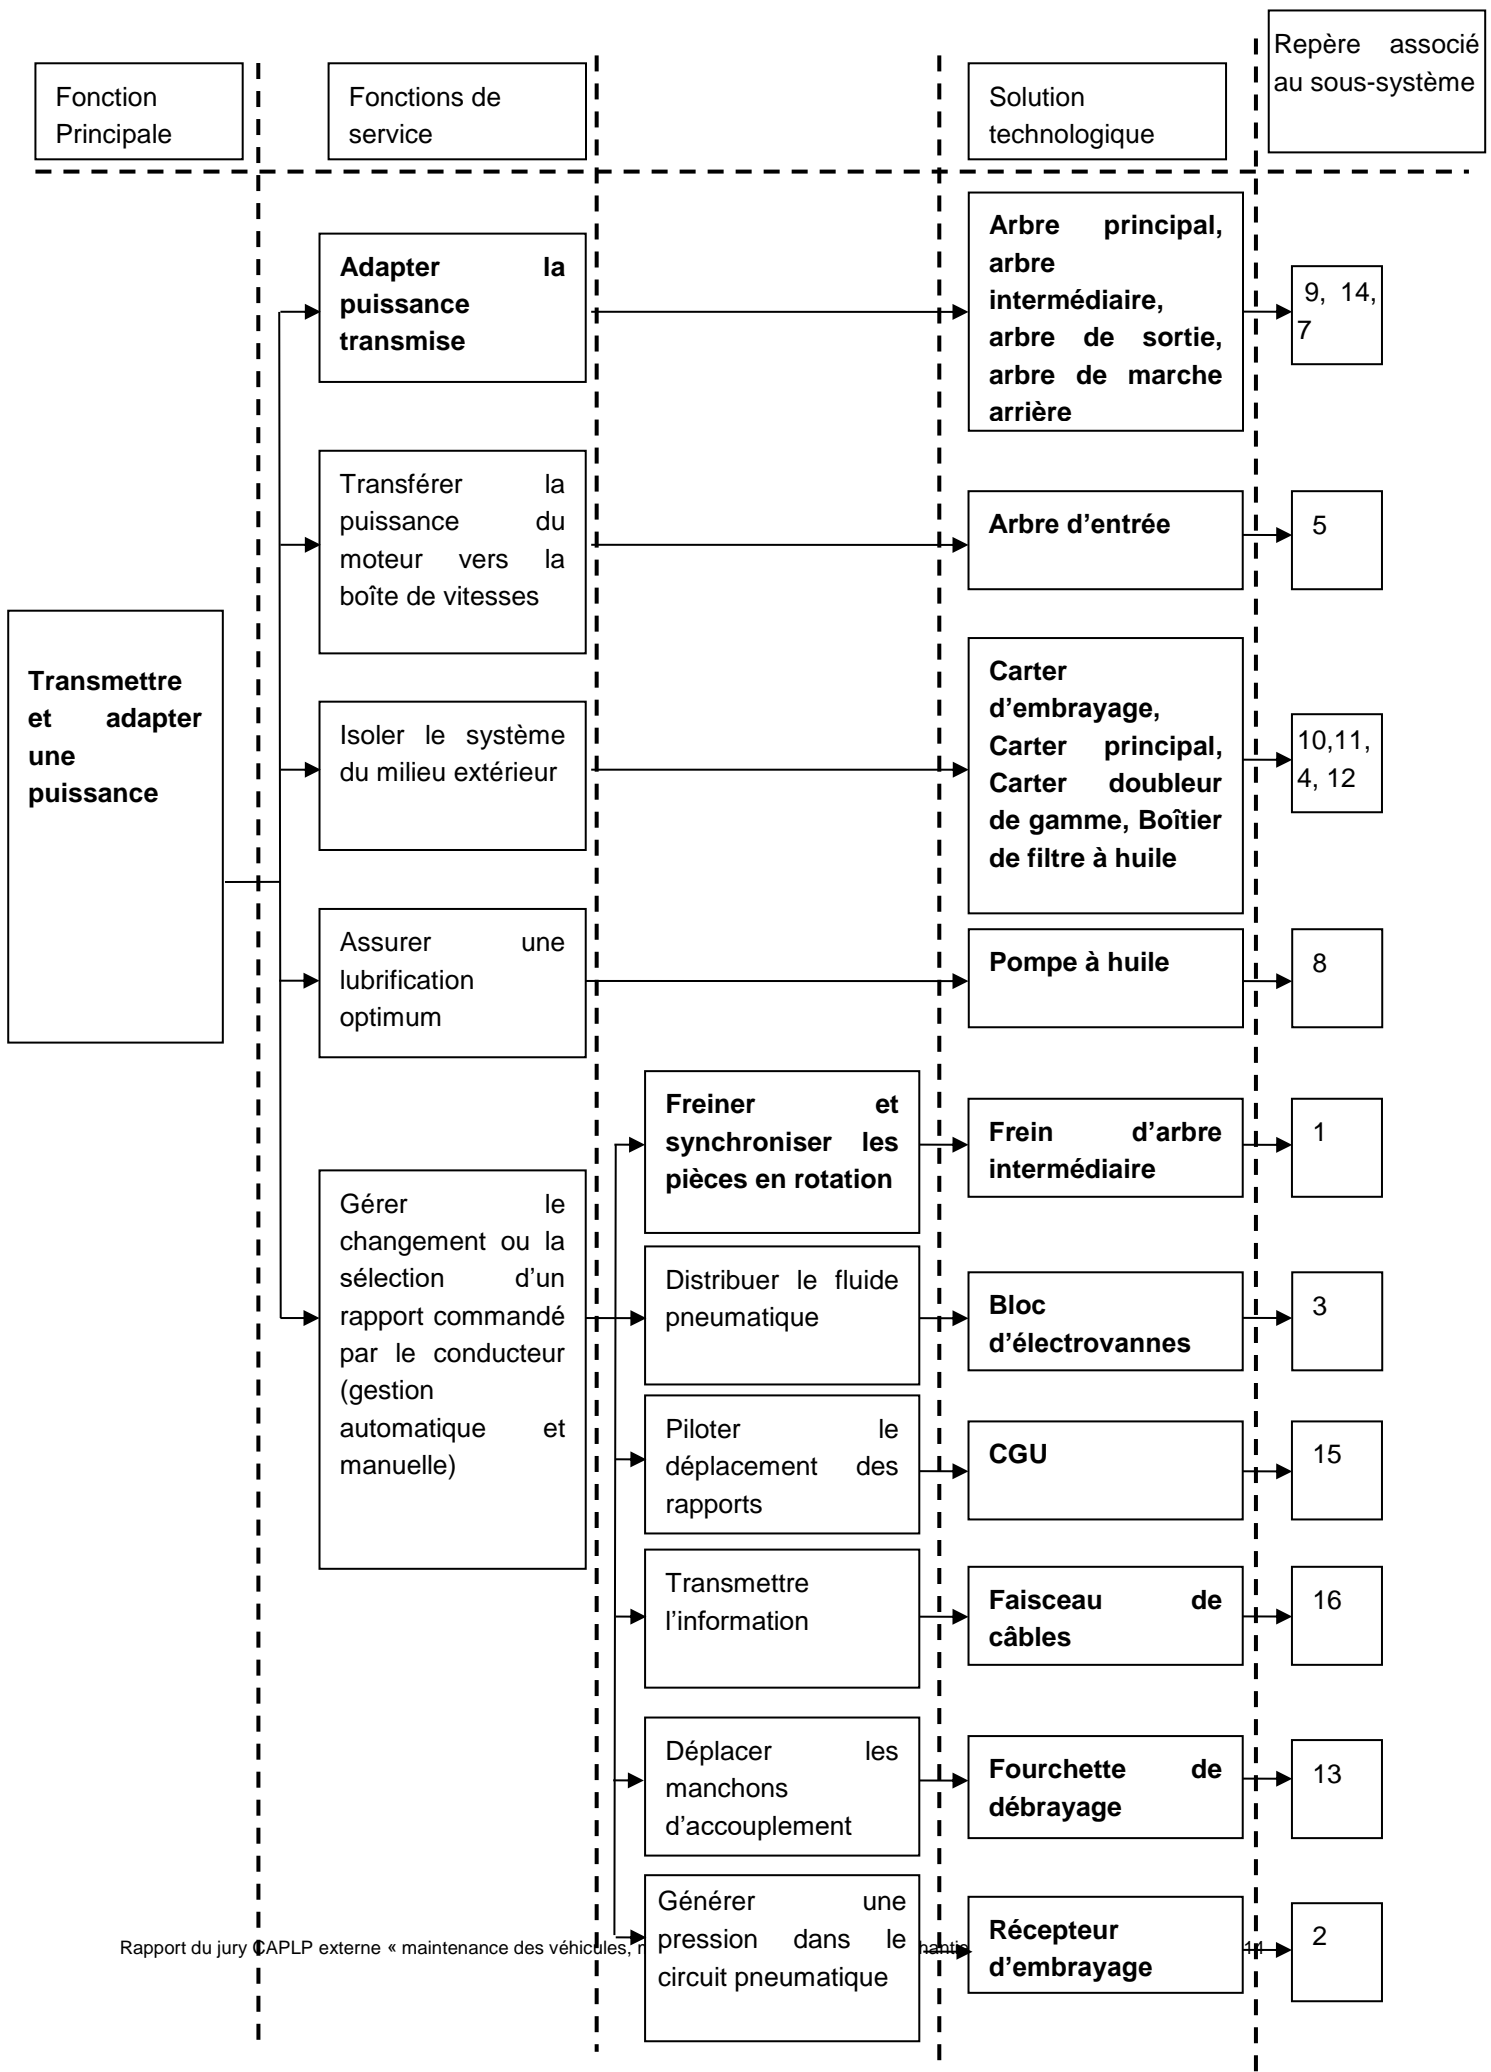 Fonction
Principale
Fonctions de
service
Solution
technologique
Repère associé
au sous-système
Transmettre
et adapter
une
puissance
Adapter la
puissance
transmise
Arbre principal,
arbre
intermédiaire,
arbre de sortie,
arbre de marche
arrière
9, 14,
7
Transférer la
puissance du
moteur vers la
boîte de vitesses
Arbre d’entrée
5
Isoler le système
du milieu extérieur
Carter
d’embrayage,
Carter principal,
Carter doubleur
de gamme, Boîtier
de filtre à huile
10,11,
4, 12
Assurer une
lubrification
optimum
Pompe à huile
8
Gérer le
changement ou la
sélection d’un
rapport commandé
par le conducteur
(gestion
automatique et
manuelle)
Freiner et
synchroniser les
pièces en rotation
Frein d’arbre
intermédiaire
1
Distribuer le fluide
pneumatique
Bloc
d’électrovannes
3
Piloter le
déplacement des
rapports
CGU
15
Transmettre
l’information
Faisceau de
câbles
16
Déplacer les
manchons
d’accouplement
Fourchette de
débrayage
13
Générer une
pression dans le
circuit pneumatique
Récepteur
d’embrayage
2
Rapport du jury CAPLP externe « maintenance des véhicules, 14